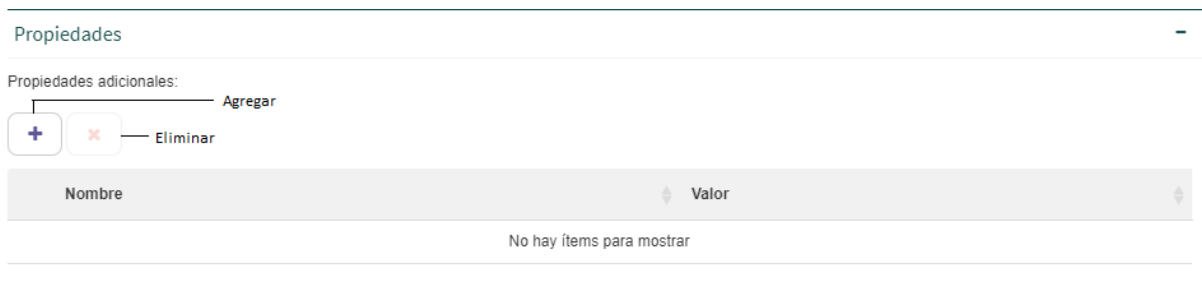 Propiedades
Propiedades adicionales:
Agregar
Eliminar
Nombre Valor
No hay ítems para mostrar